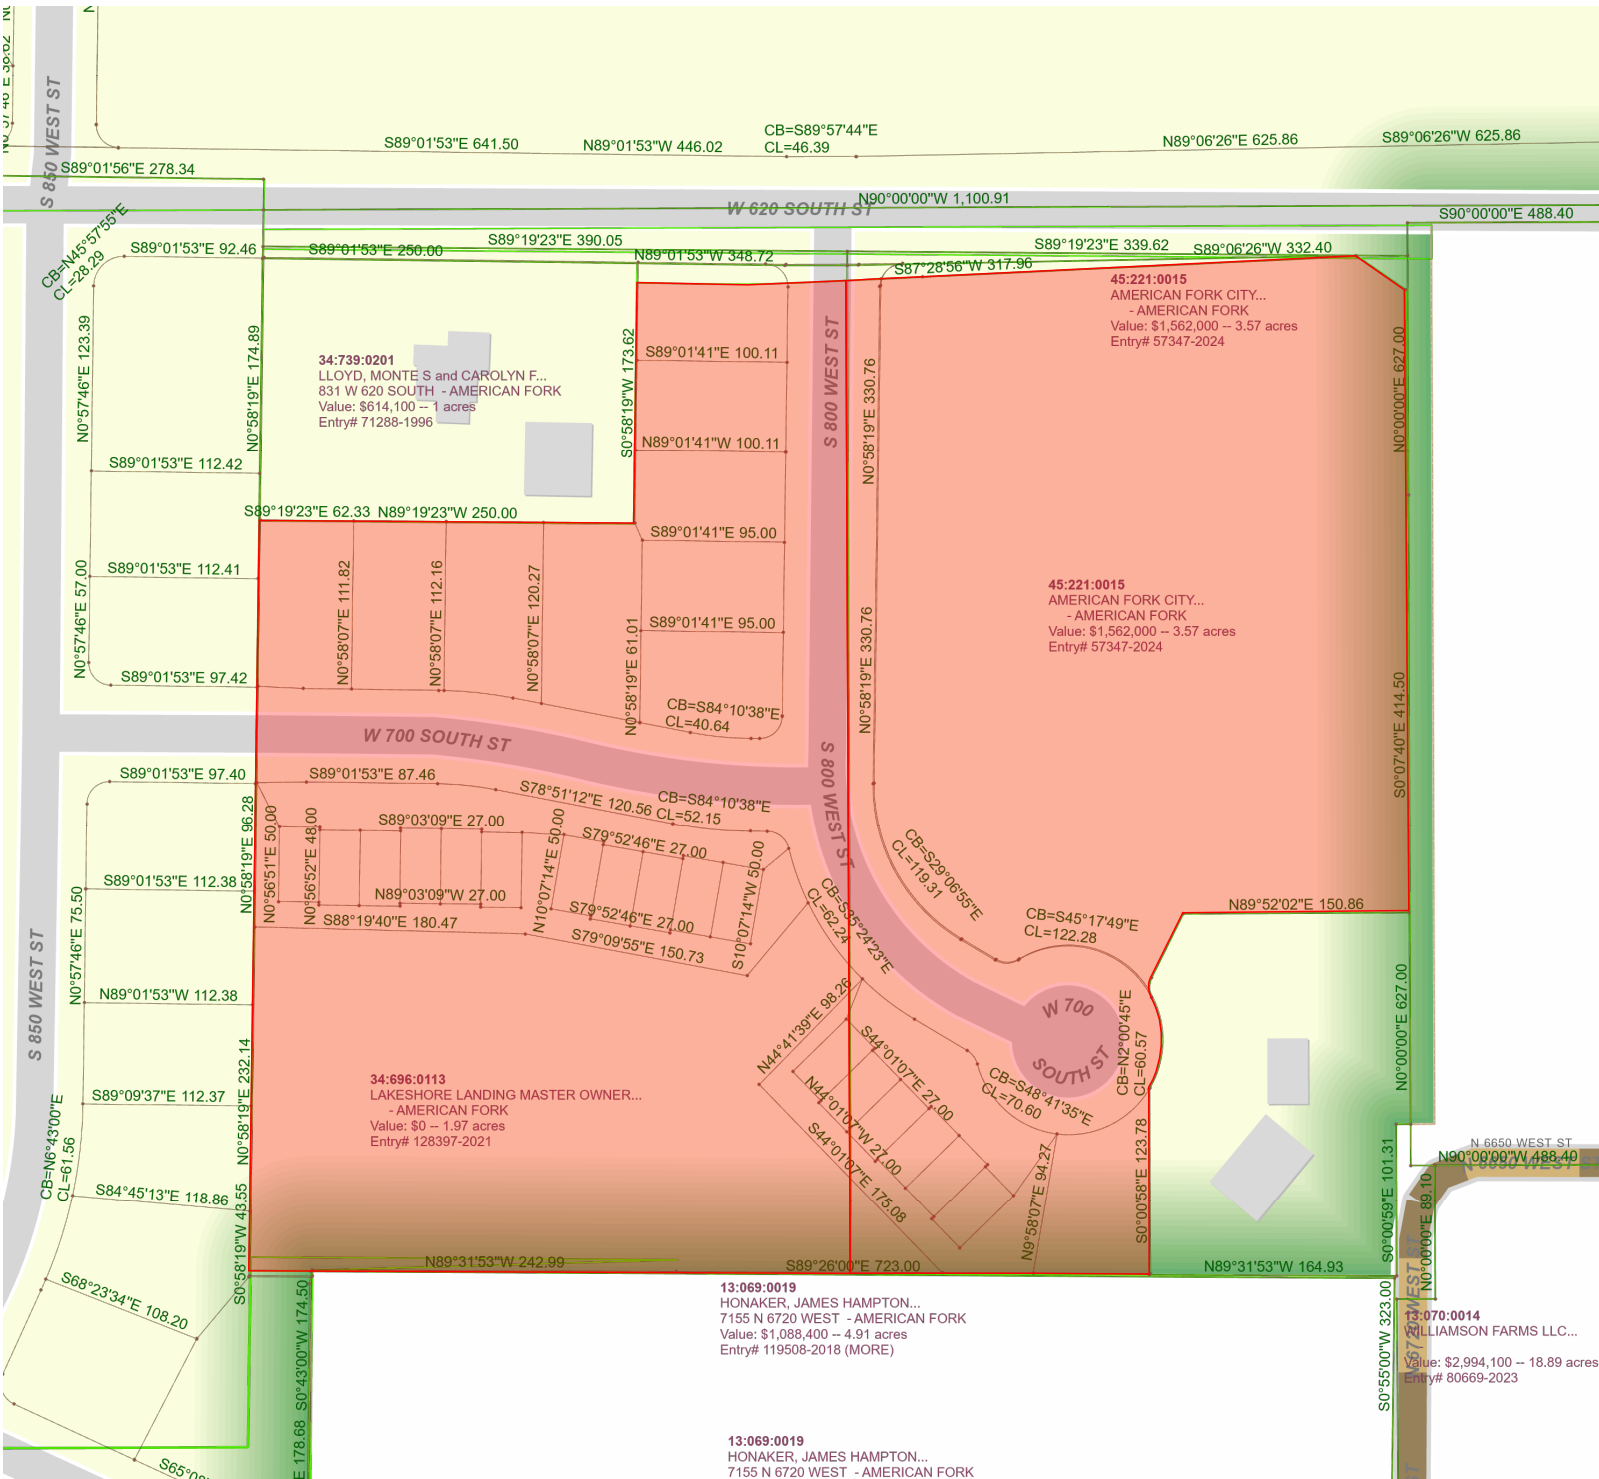 S89°01'53"E 641.50
N89°01'53"W 446.02
CB=S89°57'44"E
CL=46.39
N89°06'26"E 625.86
S89°06'26"W 625.86
S 850 WEST ST
S89°01'56"E 278.34
N90°00'00"W 1,100.91
W 620 SOUTH ST
S90°00'00"E 488.40
CB=N45°57'55"E
CL=28.29
S89°01'53"E 92.46
S89°19'23"E 390.05
S89°01'53"E 250.00
N89°01'53"W 348.72
S89°19'23"E 339.62
S89°06'26"W 332.40
S87°28'56"W 317.96
45:221:0015
AMERICAN FORK CITY...
- AMERICAN FORK
Value: $1,562,000 -- 3.57 acres
Entry# 57347-2024
N0°57'46"E 123.39
N0°58'19"E 174.89
34:739:0201
LLOYD, MONTE S and CAROLYN F...
831 W 620 SOUTH - AMERICAN FORK
Value: $614,100 -- 1 acres
Entry# 71288-1996
S0°58'19"W 173.62
S89°01'41"E 100.11
N89°01'41"W 100.11
S 800 WEST ST
N0°58'19"E 330.76
N0°00'00"E 627.00
S89°01'53"E 112.42
S89°19'23"E 62.33
N89°19'23"W 250.00
S89°01'41"E 95.00
S89°01'53"E 112.41
N0°57'46"E 57.00
N0°58'07"E 111.82
N0°58'07"E 112.16
N0°58'07"E 120.27
N0°58'19"E 61.01
S89°01'41"E 95.00
N0°58'19"E 330.76
45:221:0015
AMERICAN FORK CITY...
- AMERICAN FORK
Value: $1,562,000 -- 3.57 acres
Entry# 57347-2024
S0°07'40"E 414.50
S89°01'53"E 97.42
CB=S84°10'38"E
CL=40.64
W 700 SOUTH ST
S 800 WEST ST
S89°01'53"E 97.40
S89°01'53"E 87.46
S78°51'12"E 120.56
CB=S84°10'38"E
CL=52.15
N0°58'19"E 96.28
N0°56'51"E 50.00
N0°56'52"E 48.00
S89°03'09"E 27.00
N89°03'09"W 27.00
N10°07'14"E 50.00
S79°52'46"E 27.00
S79°52'46"E 27.00
S10°07'14"W 50.00
S89°01'53"E 112.38
S88°19'40"E 180.47
S79°09'55"E 150.73
CB=S35°24'23"E
CL=62.24
CB=S29°06'55"E
CL=119.31
CB=S45°17'49"E
CL=122.28
N89°52'02"E 150.86
N0°57'46"E 75.50
N89°01'53"W 112.38
S 850 WEST ST
N44°41'39"E 98.26
S44°01'07"E 27.00
N44°01'07"W 27.00
S44°01'07"E 175.08
W 700
SOUTH ST
CB=N2°00'45"E
CL=60.57
CB=S48°41'35"E
CL=70.60
N0°00'00"E 627.00
34:696:0113
LAKESHORE LANDING MASTER OWNER...
- AMERICAN FORK
Value: $0 -- 1.97 acres
Entry# 128397-2021
S89°09'37"E 112.37
N0°58'19"E 232.14
CB=N6°43'00"E
CL=61.56
S84°45'13"E 118.86
S0°58'19"W 43.55
N9°58'07"E 94.27
S0°00'58"E 123.78
N 6650 WEST ST
N90°00'00"W 488.40
N 6650 WEST ST
S0°00'59"E 101.31
N0°00'00"E 89.10
N89°31'53"W 242.99
S89°26'00"E 723.00
N89°31'53"W 164.93
S68°23'34"E 108.20
S0°43'00"W 174.50
13:069:0019
HONAKER, JAMES HAMPTON...
7155 N 6720 WEST - AMERICAN FORK
Value: $1,088,400 -- 4.91 acres
Entry# 119508-2018 (MORE)
S0°55'00"W 323.00
N 6720 WEST ST
13:070:0014
WILLIAMSON FARMS LLC...
Value: $2,994,100 -- 18.89 acres
Entry# 80669-2023
E 178.68
13:069:0019
HONAKER, JAMES HAMPTON...
7155 N 6720 WEST - AMERICAN FORK